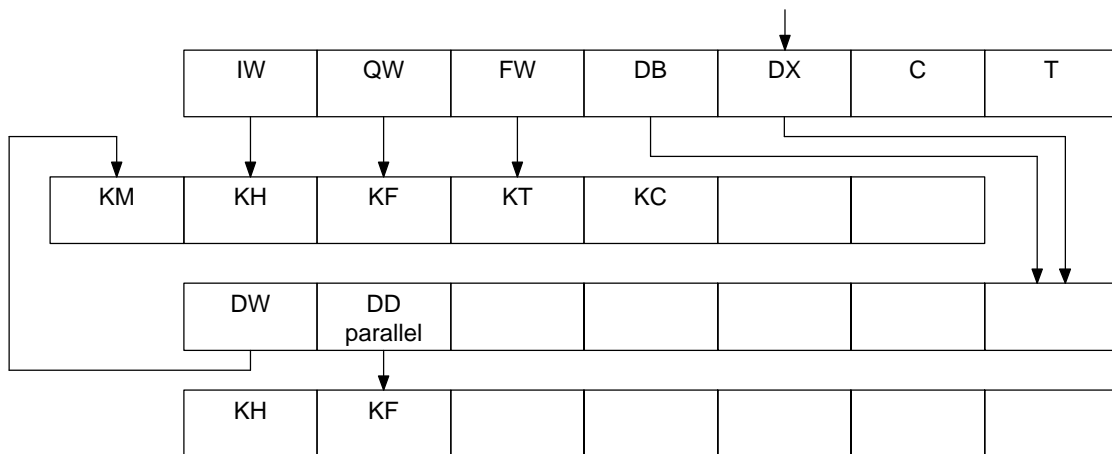 IW QW FW DB DX C T
KM KH KF KT KC
DW DD
parallel
KH KF